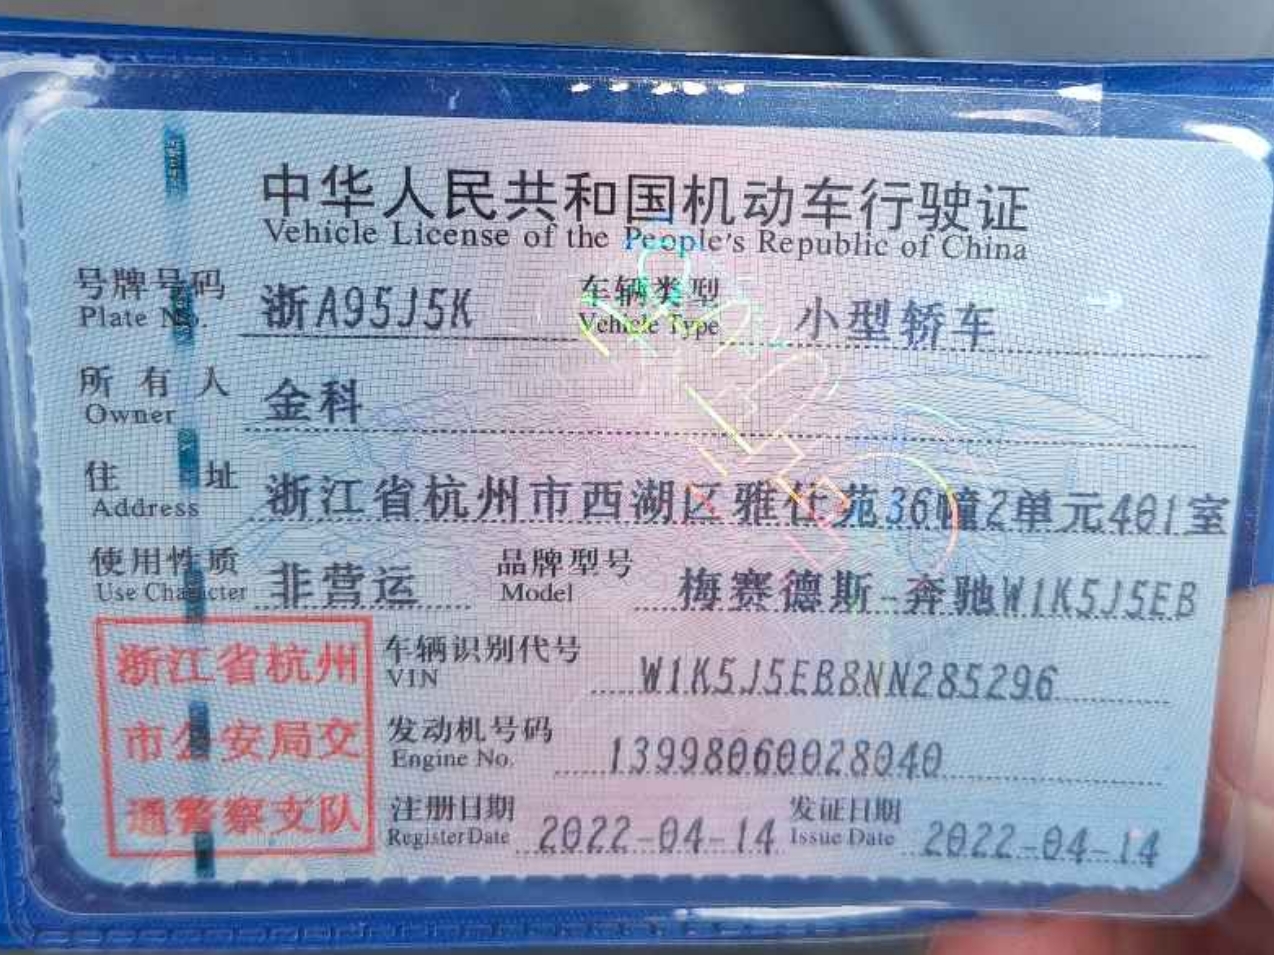 中华人民共和国机动车行驶证
Vehicle License of the People's Republic of China
号牌号码 浙A95J5K 车辆类型 小型轿车
Plate No. Vehicle Type
所有人 金科
Owner
住址 浙江省杭州市西湖区雅仕苑36幢2单元401室
Address
使用性质 非营运 品牌型号 梅赛德斯-奔驰W1K5J5EB
Use Character Model
浙江省杭州
市公安局交
通警察支队
车辆识别代号 W1K5J5EB8NN285296
VIN
发动机号码 13998060028040
Engine No.
注册日期 2022-04-14 发证日期 2022-04-14
Register Date Issue Date